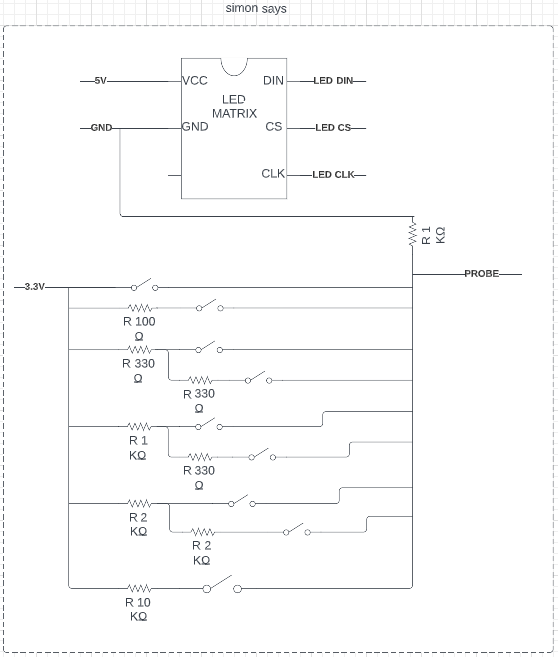 simon says
5V
VCC
DIN
LED DIN
LED
MATRIX
GND
GND
CS
LED CS
CLK
LED CLK
R 1
KΩ
PROBE
3.3V
R 100
Ω
R 330
Ω
R 330
Ω
R 1
KΩ
R 330
Ω
R 2
KΩ
R 2
KΩ
R 10
KΩ